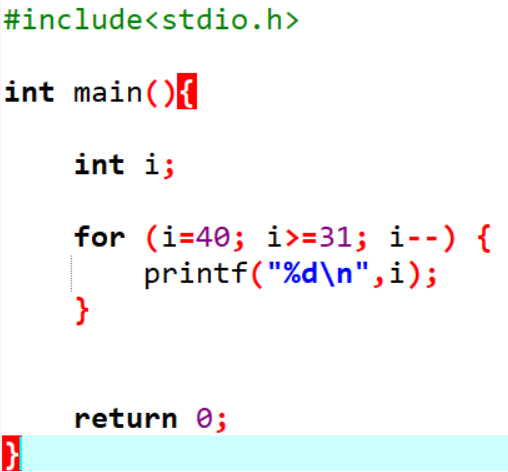 #include<stdio.h>
int main(){
int i;
for (i=40; i>=31; i--) {
printf("%d\n",i);
}
return 0;
}